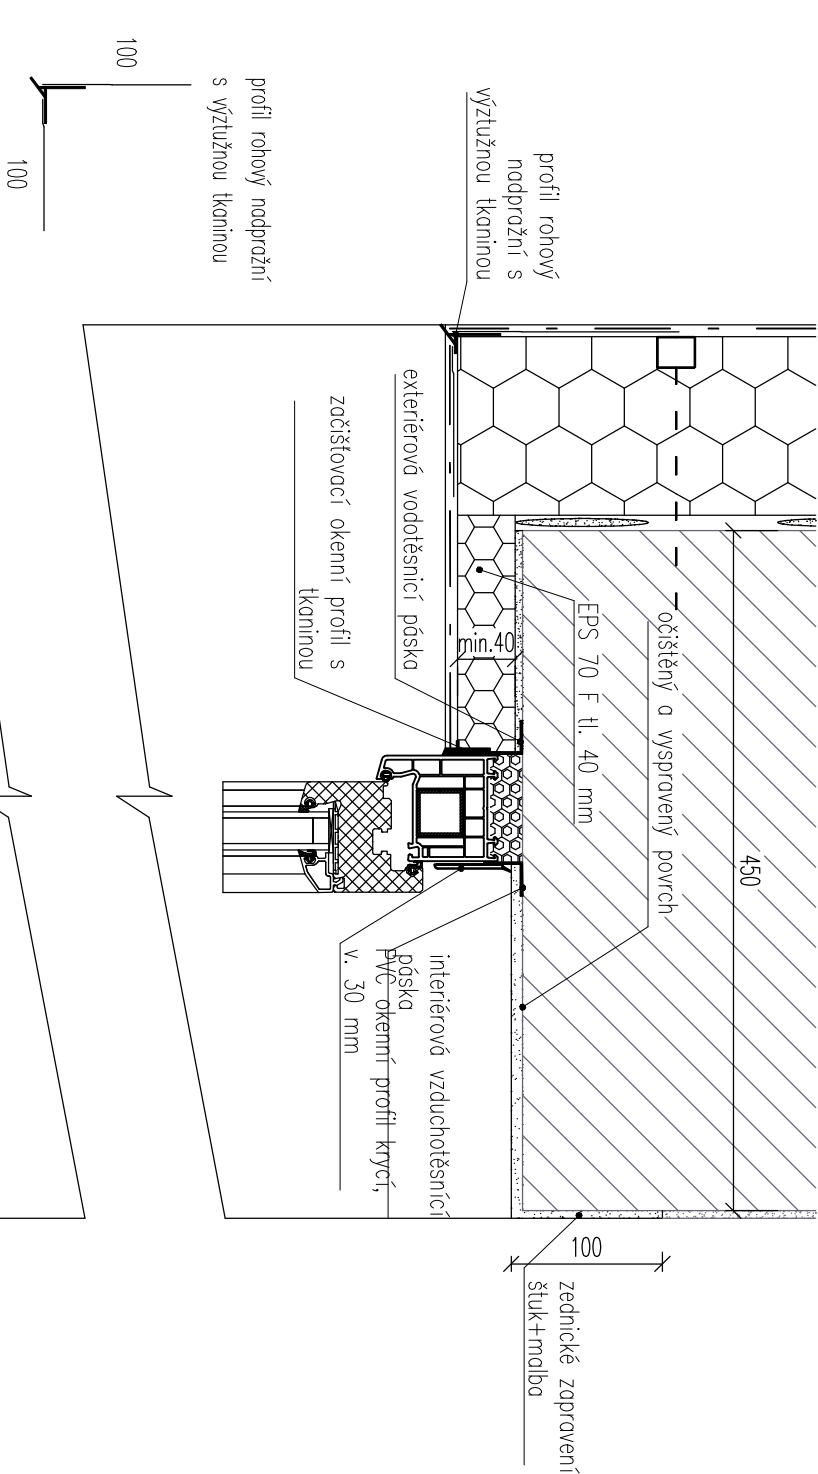 100
100
profil rohový nadpražní
s výztužnou tkaninou
profil rohový
nadpražní s
výztužnou tkaninou
exteriérová vodotěsnicí páska
začišťovací okenní profil s
tkaninou
min.40
EPS 70 F tl. 40 mm
očištěný a vyspravený povrch
450
interiérová vzduchotěsnící
páska
PVC okenní profil krycí,
v. 30 mm
100
zednické zapravení
štuk+malba